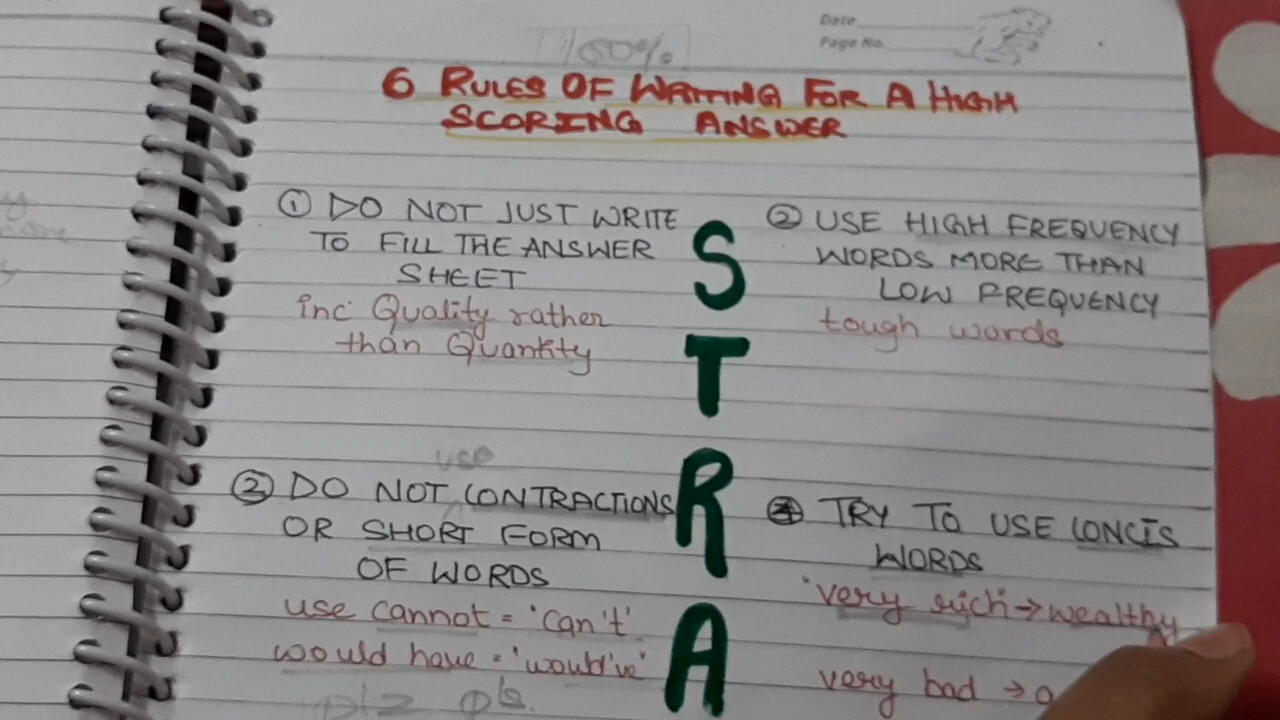 Date
Page No.
100%
6 RULES OF WRITING FOR A HIGH
SCORING ANSWER
① DO NOT JUST WRITE
TO FILL THE ANSWER
SHEET
inc Quality rather
than Quantity
② USE HIGH FREQUENCY
WORDS MORE THAN
LOW FREQUENCY
tough words
S
T
R
A
use
③ DO NOT CONTRACTIONS
OR SHORT FORM
OF WORDS
use cannot = 'can't'
would have = 'would've'
④ TRY TO USE CONCIS
WORDS
'very rich → wealthy
very bad → a